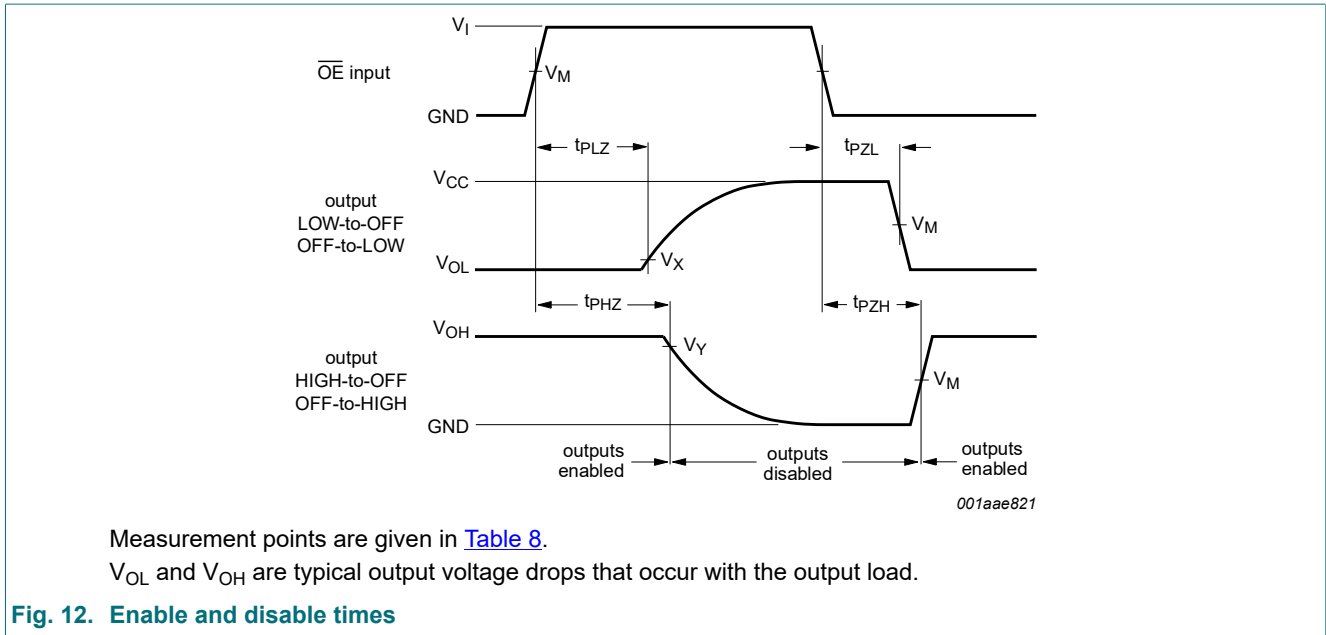 V_I
OE input
V_M
GND
t_PLZ
t_PZL
V_CC
output
LOW-to-OFF
OFF-to-LOW
V_M
V_OL
V_X
t_PHZ
t_PZH
V_OH
output
HIGH-to-OFF
OFF-to-HIGH
V_Y
V_M
GND
outputs
enabled
outputs
disabled
outputs
enabled
001aae821
Measurement points are given in Table 8.
V_OL and V_OH are typical output voltage drops that occur with the output load.
Fig. 12. Enable and disable times